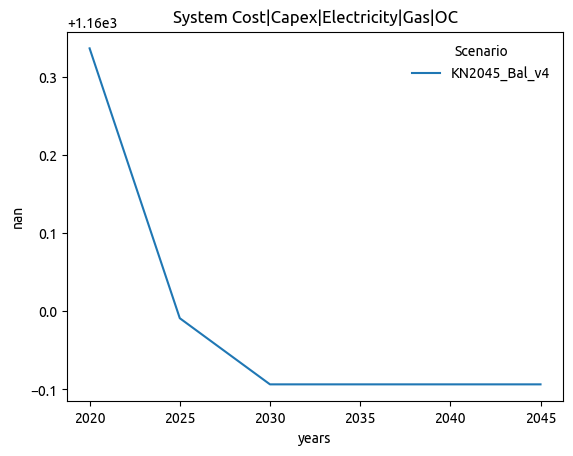 System Cost|Capex|Electricity|Gas|OC
+1.16e3
Scenario
KN2045_Bal_v4
0.3
0.2
0.1
0.0
−0.1
nan
2020 2025 2030 2035 2040 2045
years